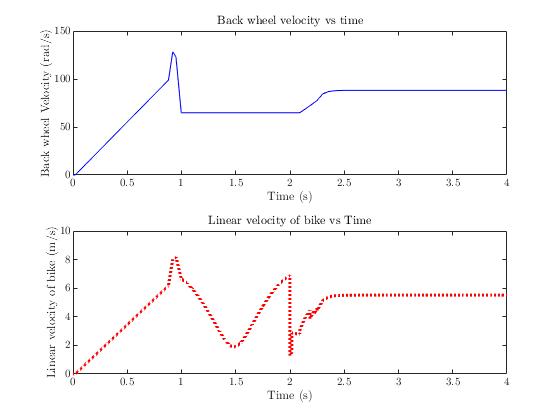 Back wheel velocity vs time
Back wheel Velocity (rad/s)
150
100
50
0
0 0.5 1 1.5 2 2.5 3 3.5 4
Time (s)
Linear velocity of bike vs Time
Linear velocity of bike (m/s)
10
8
6
4
2
0
0 0.5 1 1.5 2 2.5 3 3.5 4
Time (s)